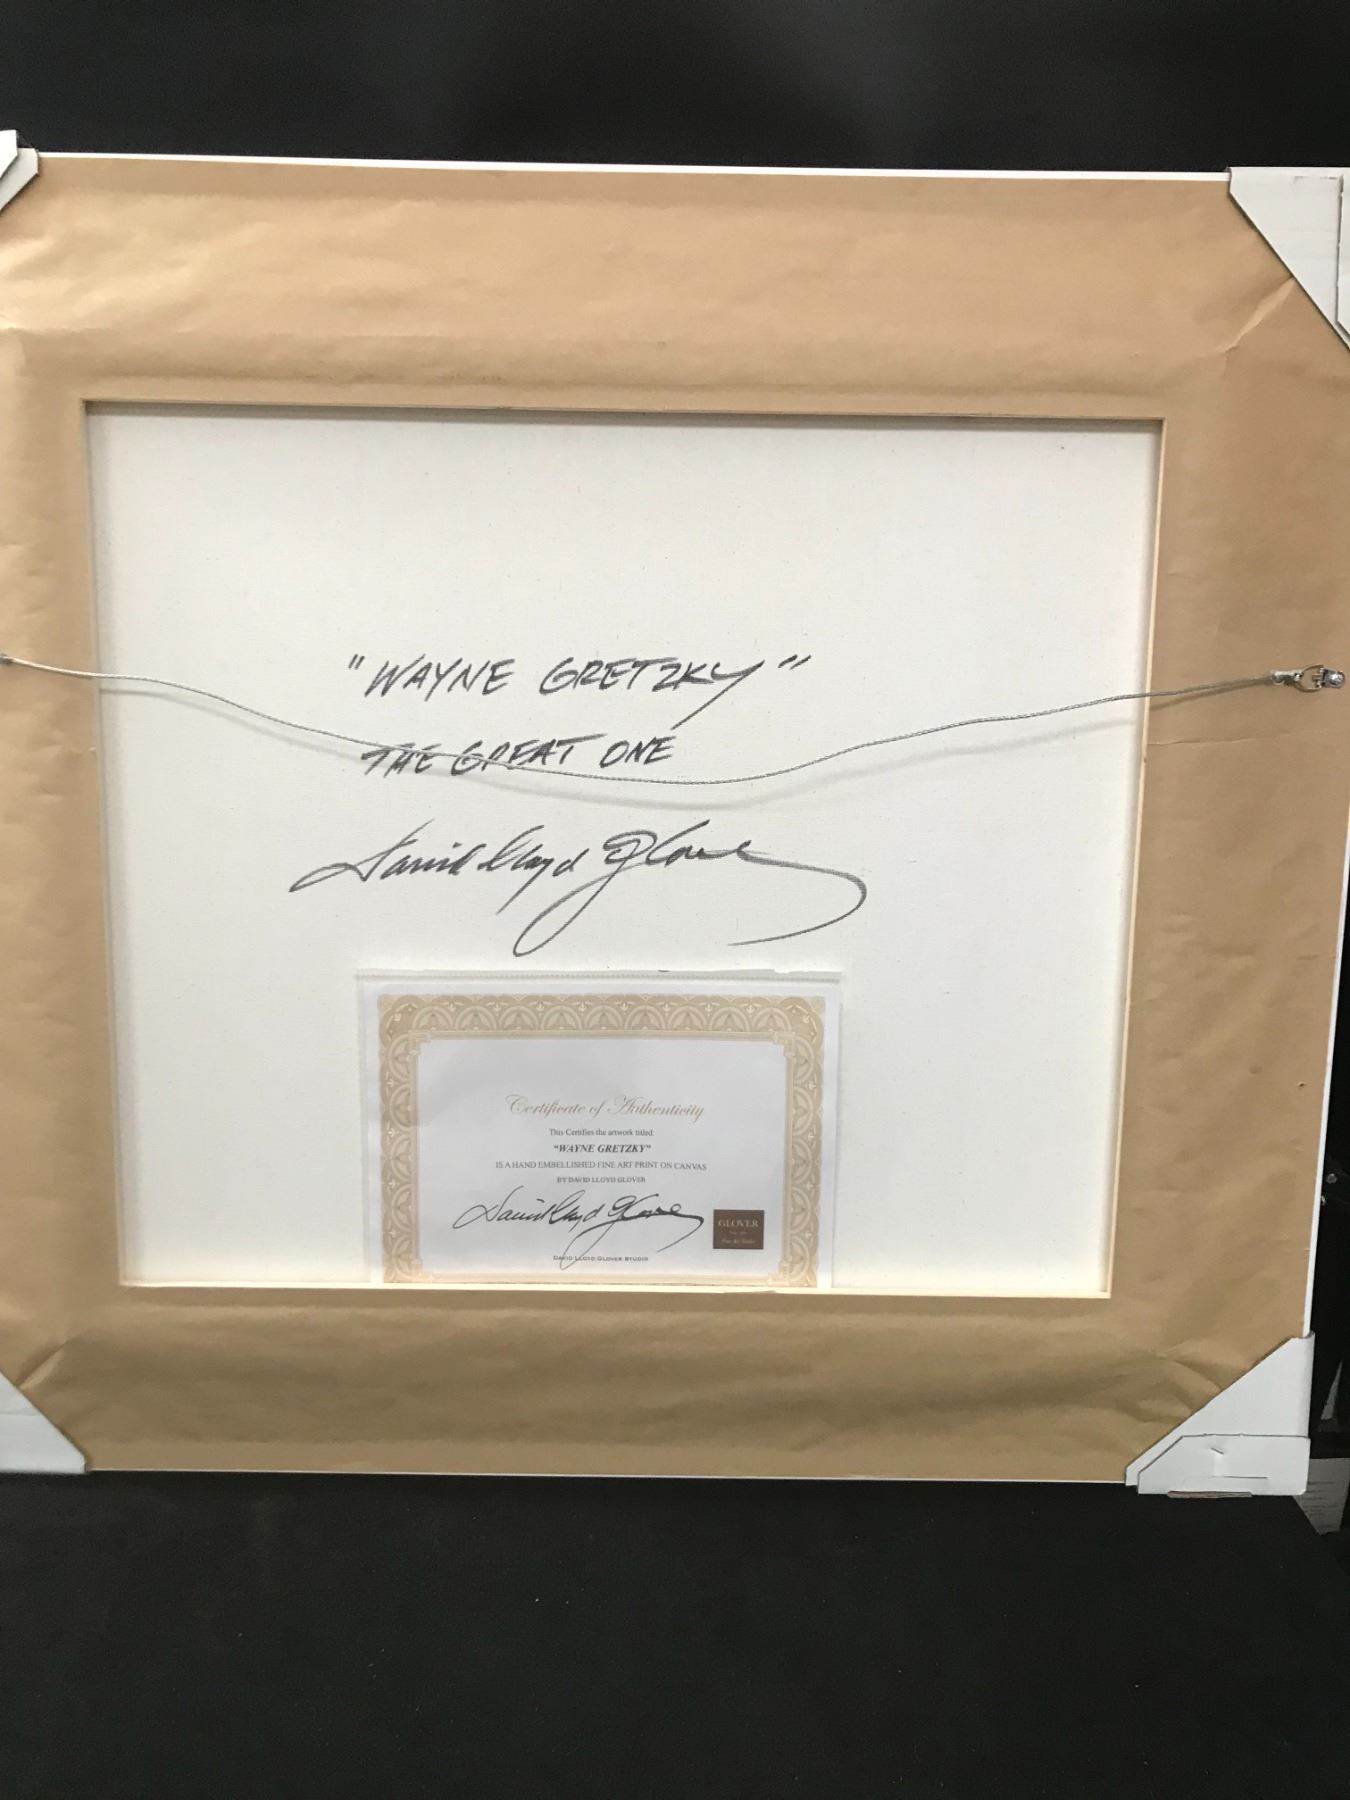 "WAYNE GRETZKY"
THE GREAT ONE
David Lloyd Glover
Certificate of Authenticity
This Certifies the artwork titled
"WAYNE GRETZKY"
IS A HAND EMBELLISHED FINE ART PRINT ON CANVAS
BY DAVID LLOYD GLOVER
David Lloyd Glover
GLOVER
DAVID LLOYD GLOVER STUDIO